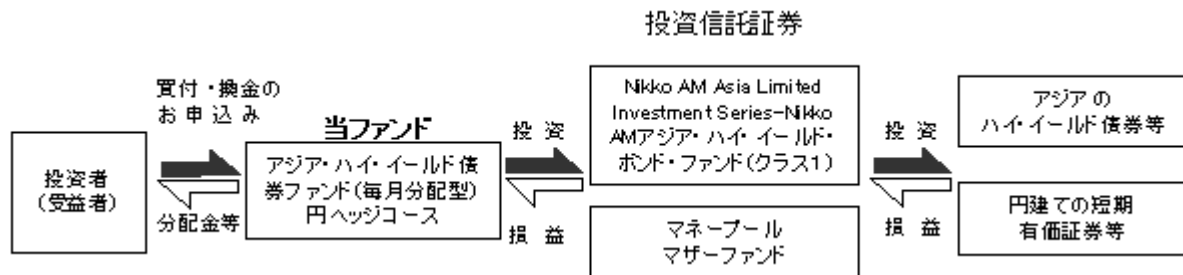 投資信託証券
買付・換金の
お申込み
投資者
(受益者)
分配金等
当ファンド
アジア・ハイ・イールド債
券ファンド(毎月分配型)
円ヘッジコース
投資
損益
Nikko AM Asia Limited
Investment Series-Nikko
AMアジア・ハイ・イールド・
ボンド・ファンド(クラス1)
マネープール
マザーファンド
投資
損益
アジアの
ハイ・イールド債券等
円建ての短期
有価証券等